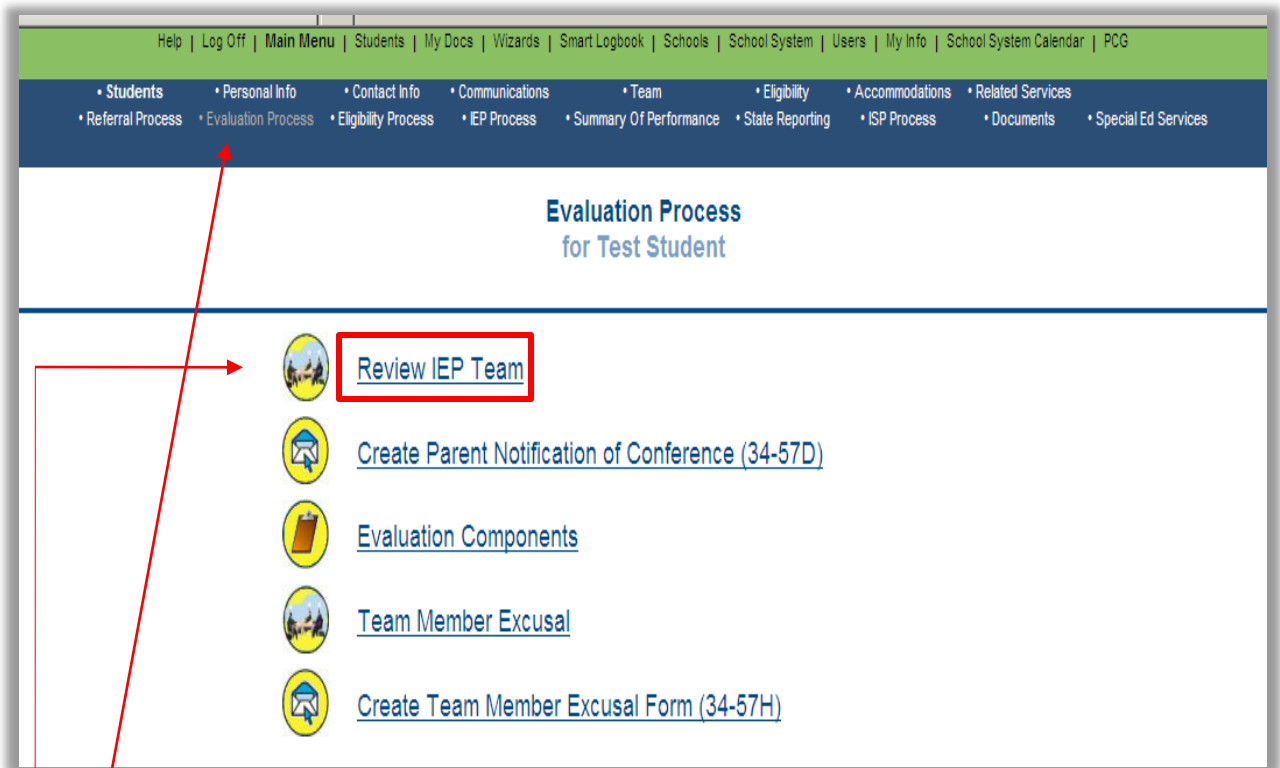 Help | Log Off | Main Menu | Students | My Docs | Wizards | Smart Logbook | Schools | School System | Users | My Info | School System Calendar | PCG
• Students • Personal Info • Contact Info • Communications • Team • Eligibility • Accommodations • Related Services
• Referral Process • Evaluation Process • Eligibility Process • IEP Process • Summary Of Performance • State Reporting • ISP Process • Documents • Special Ed Services
Evaluation Process
for Test Student
Review IEP Team
Create Parent Notification of Conference (34-57D)
Evaluation Components
Team Member Excusal
Create Team Member Excusal Form (34-57H)